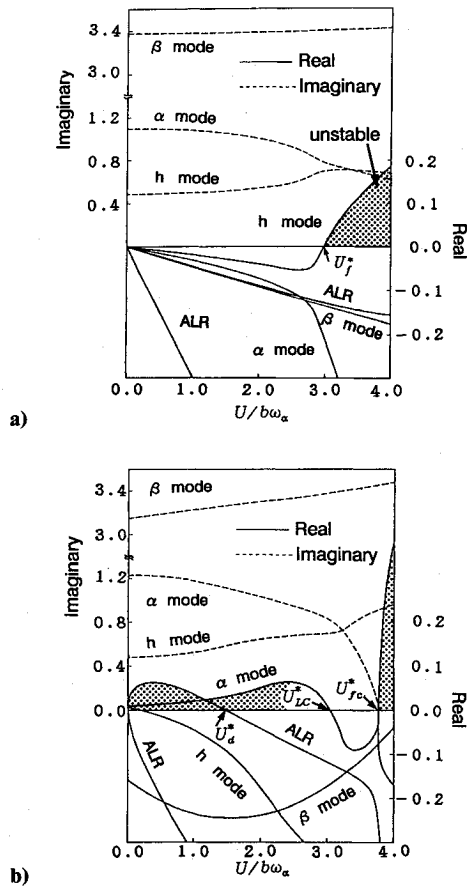 Imaginary
3.4
3.0
1.2
0.8
0.4
β mode
Real
Imaginary
α mode
unstable
h mode
h mode
U*f
0.2
0.1
0.0
-0.1
-0.2
Real
ALR
ALR
β mode
α mode
0.0 1.0 2.0 3.0 4.0
U/bωα
a)
Imaginary
3.4
3.0
1.2
0.8
0.4
0.0
β mode
Real
Imaginary
α mode
h mode
α mode
U*LC
U*fc
U*d
0.2
0.1
0.0
-0.1
-0.2
Real
ALR
ALR
h mode
β mode
0.0 1.0 2.0 3.0 4.0
U/bωα
b)